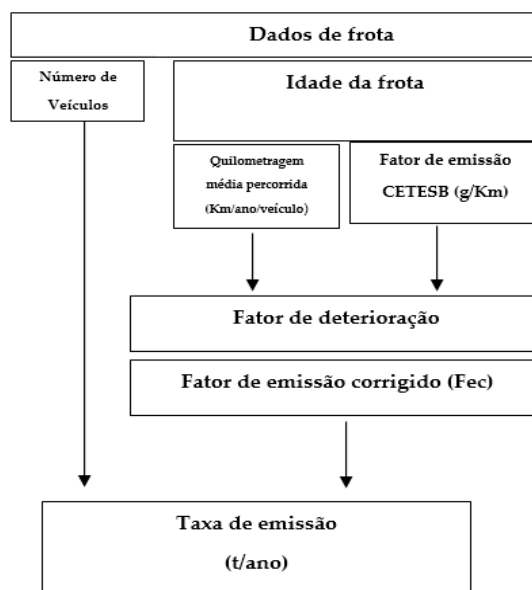 Dados de frota
Número de
Veículos
Idade da frota
Quilometragem
média percorrida
(Km/ano/veículo)
Fator de emissão
CETESB (g/Km)
Fator de deterioração
Fator de emissão corrigido (Fec)
Taxa de emissão
(t/ano)